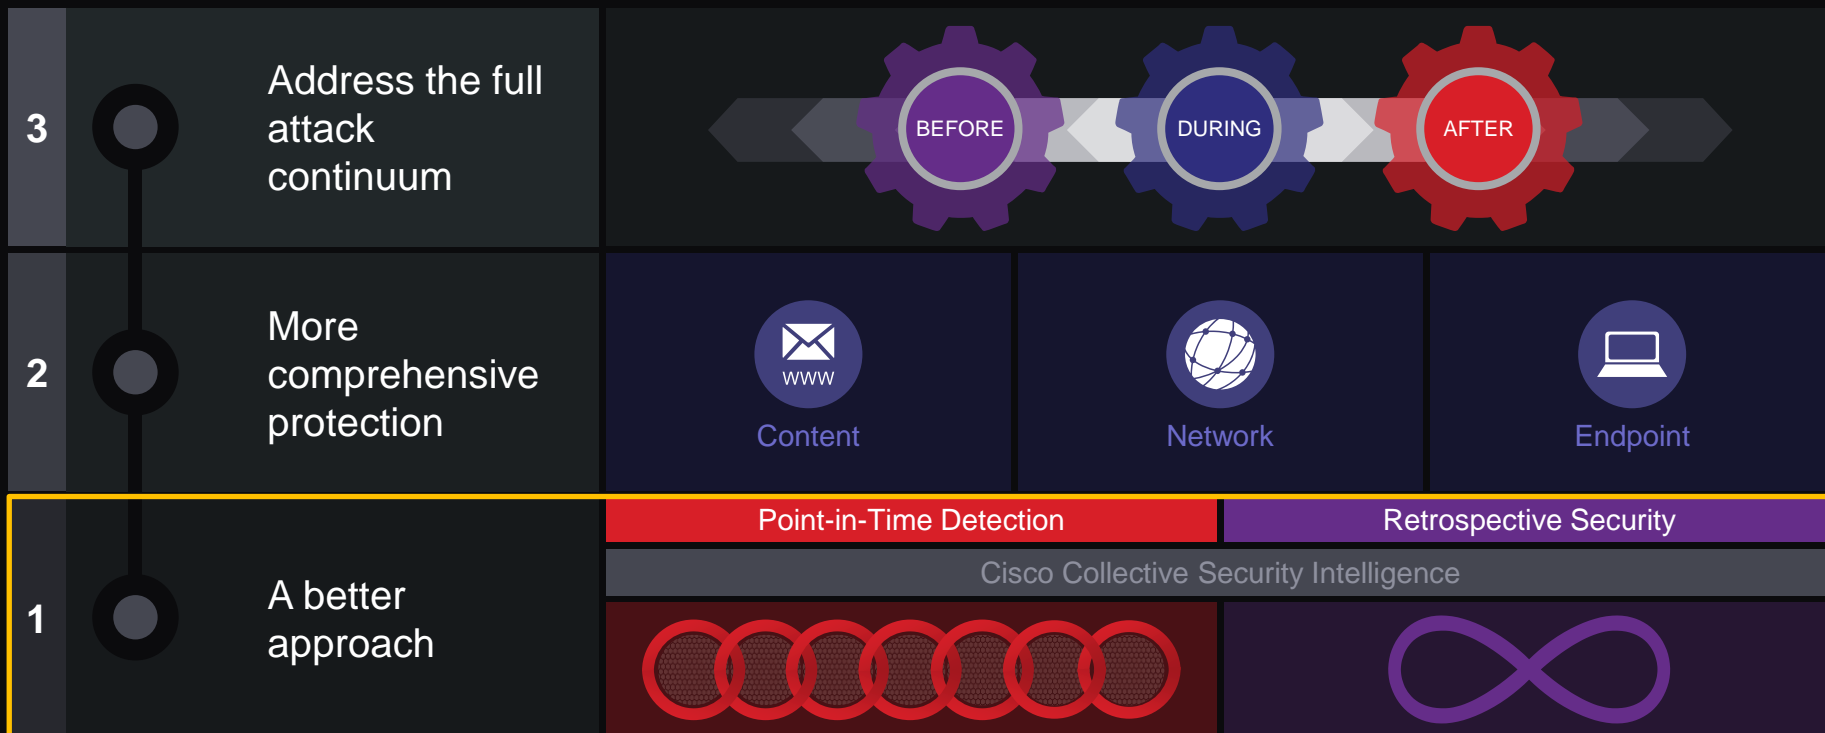 3
Address the full
attack
continuum
BEFORE
DURING
AFTER
2
More
comprehensive
protection
WWW
Content
Network
Endpoint
1
A better
approach
Point-in-Time Detection
Retrospective Security
Cisco Collective Security Intelligence